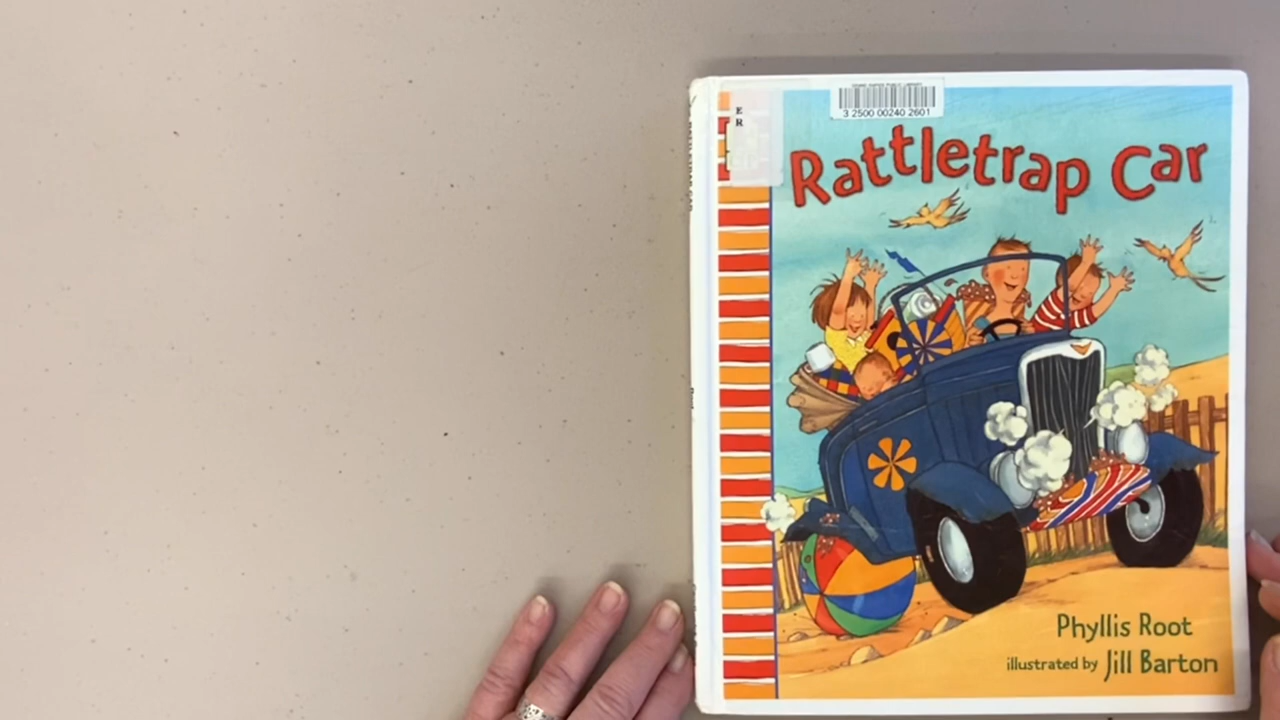 E
R
3 2500 00240 2601
Rattletrap Car
Phyllis Root
illustrated by Jill Barton